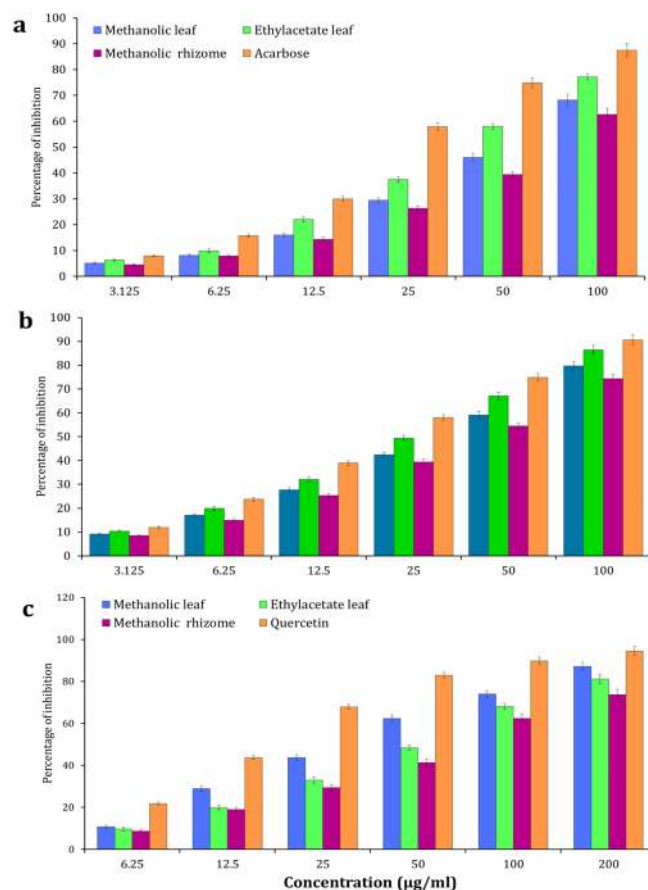 a
Methanolic leaf Ethylacetate leaf
Methanolic rhizome Acarbose
Percentage of inhibition
100
90
80
70
60
50
40
30
20
10
0
3.125 6.25 12.5 25 50 100
b
Percentage of inhibition
100
90
80
70
60
50
40
30
20
10
0
3.125 6.25 12.5 25 50 100
c
Methanolic leaf Ethylacetate leaf
Methanolic rhizome Quercetin
Percentage of inhibition
120
100
80
60
40
20
0
6.25 12.5 25 50 100 200
Concentration (µg/ml)